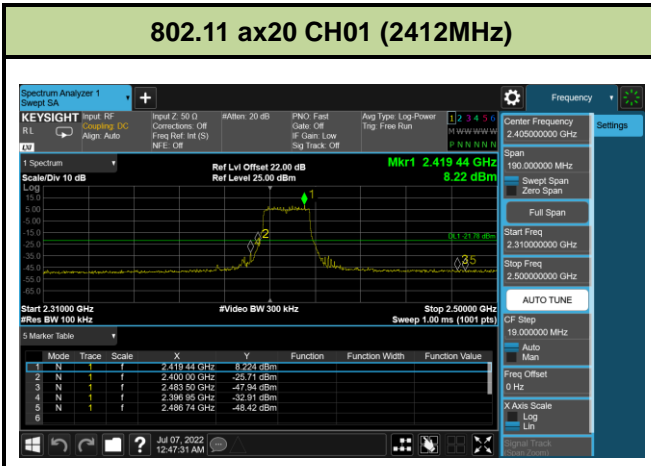 802.11 ax20 CH01 (2412MHz)
Spectrum Analyzer 1
Swept SA
+
Frequency
KEYSIGHT
RL
Input: RF
Coupling: DC
Align: Auto
Input Z: 50 Ω
Corrections: Off
Freq Ref: Int (S)
NFE: Off
#Atten: 20 dB
PNO: Fast
Gate: Off
IF Gain: Low
Sig Track: Off
Avg Type: Log-Power
Trig: Free Run
1 2 3 4 5 6
M W W W W W
P N N N N N
Center Frequency
2.405000000 GHz
Settings
1 Spectrum
Scale/Div 10 dB
Ref Lvl Offset 22.00 dB
Ref Level 25.00 dBm
Mkr1 2.419 44 GHz
8.22 dBm
Span
190.000000 MHz
Swept Span
Zero Span
Full Span
Start Freq
2.310000000 GHz
Stop Freq
2.500000000 GHz
AUTO TUNE
CF Step
19.000000 MHz
Auto
Man
Freq Offset
0 Hz
X Axis Scale
Log
Lin
Signal Track
(Span Zoom)
Log
15.0
5.00
-5.00
-15.0
-25.0
-35.0
-45.0
-55.0
-65.0
1
2
4
3 5
DL1 -21.78 dBm
Start 2.31000 GHz
#Res BW 100 kHz
#Video BW 300 kHz
Stop 2.50000 GHz
Sweep 1.00 ms (1001 pts)
5 Marker Table
Mode Trace Scale X Y Function Function Width Function Value
1 N 1 f 2.419 44 GHz 8.224 dBm
2 N 1 f 2.400 00 GHz -25.71 dBm
3 N 1 f 2.483 50 GHz -47.94 dBm
4 N 1 f 2.396 95 GHz -32.91 dBm
5 N 1 f 2.486 74 GHz -48.42 dBm
6
?
Jul 07, 2022
12:47:31 AM